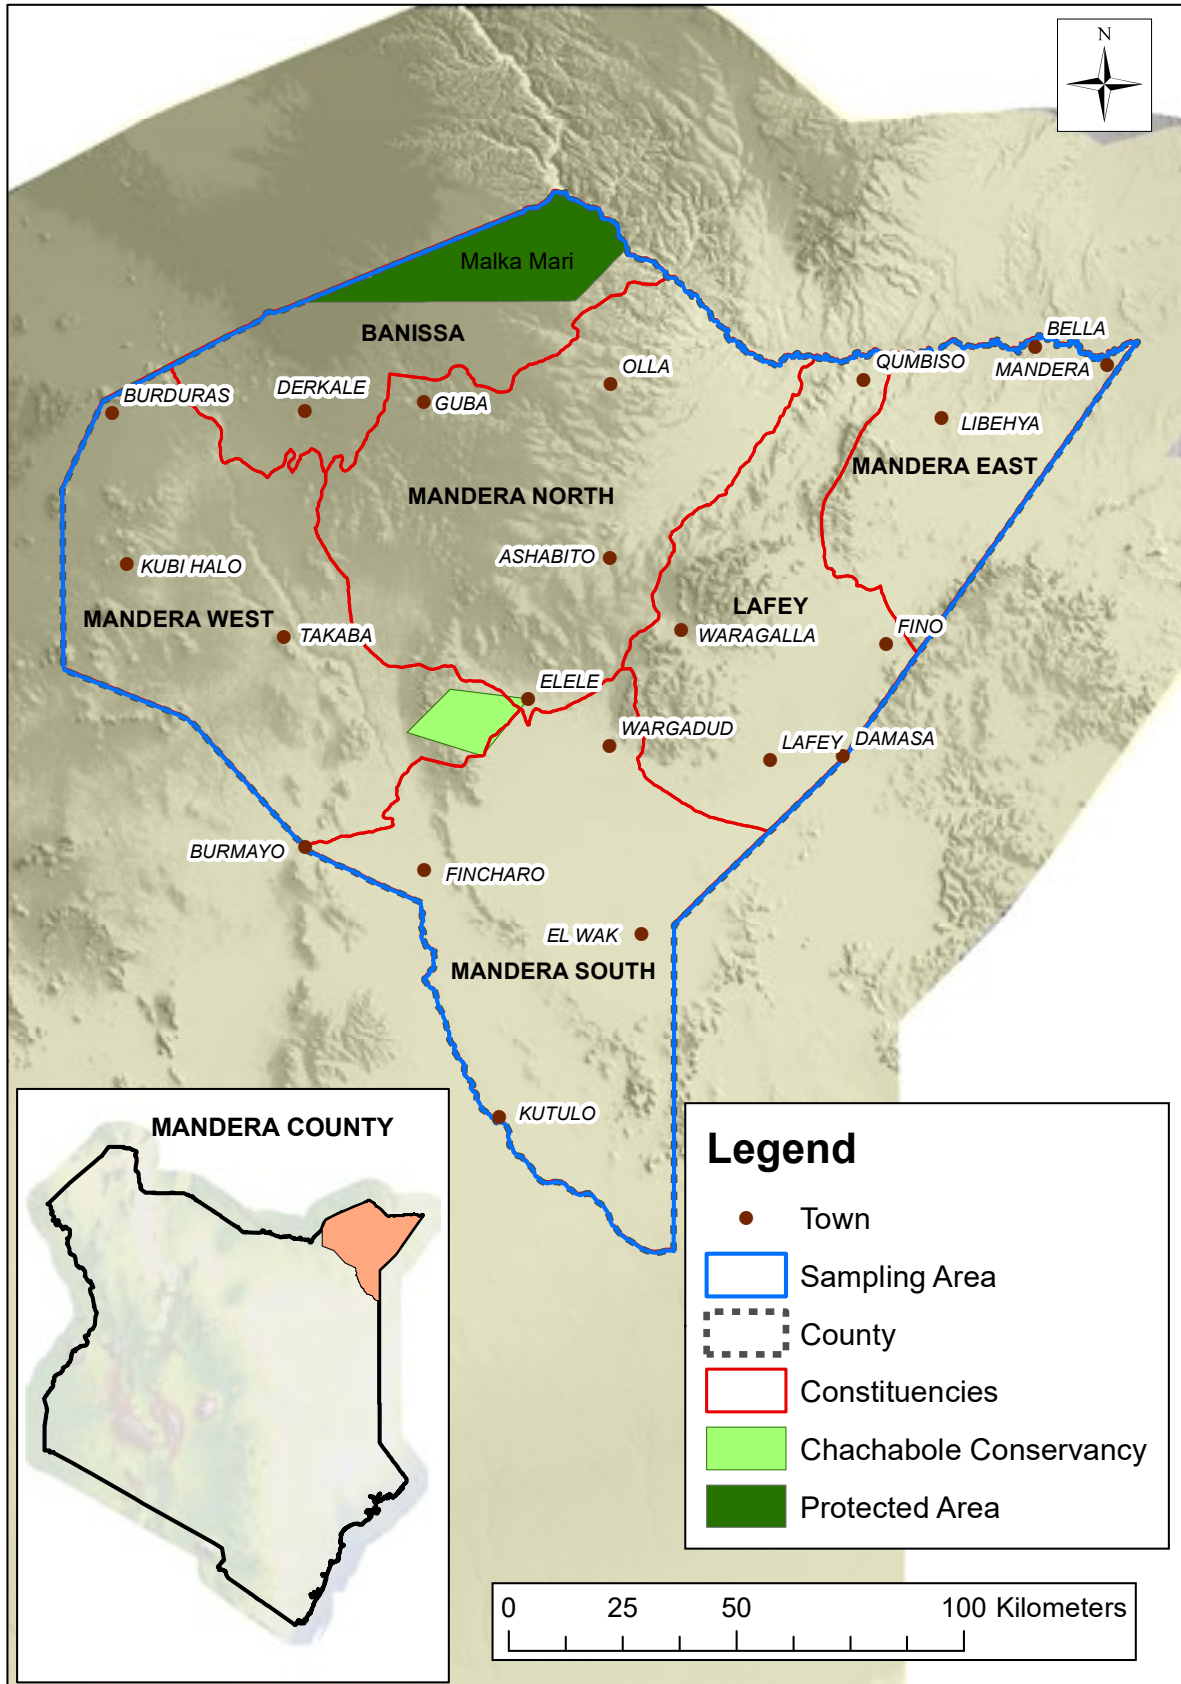 N
Malka Mari
BANISSA
BELLA
QUMBISO
MANDERA
OLLA
DERKALE
BURDURAS
GUBA
LIBEHYA
MANDERA EAST
MANDERA NORTH
ASHABITO
KUBI HALO
LAFEY
MANDERA WEST
TAKABA
WARAGALLA
FINO
ELELE
WARGADUD
LAFEY
DAMASA
BURMAYO
FINCHARO
EL WAK
MANDERA SOUTH
KUTULO
MANDERA COUNTY
Legend
Town
Sampling Area
County
Constituencies
Chachabole Conservancy
Protected Area
0 25 50 100 Kilometers